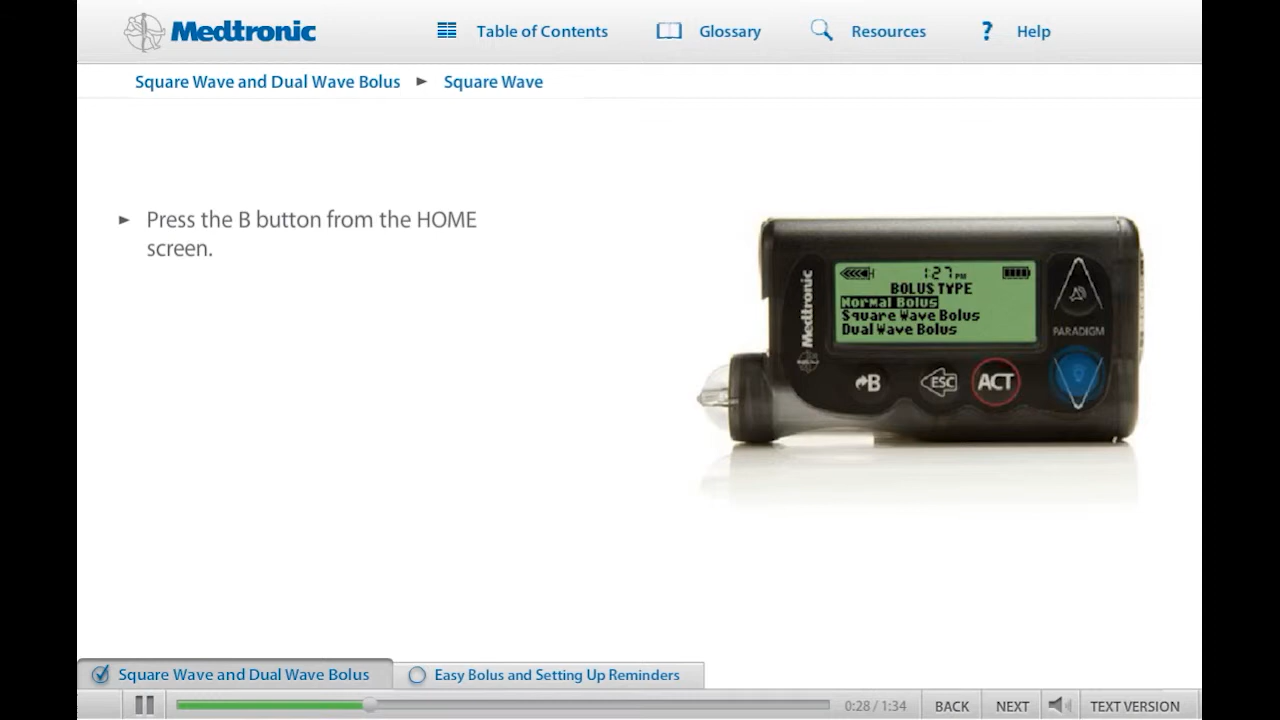 Medtronic
Table of Contents
Glossary
Resources
? Help
Square Wave and Dual Wave Bolus ► Square Wave
► Press the B button from the HOME
screen.
Medtronic
1:27 PM
BOLUS TYPE
Normal Bolus
Square Wave Bolus
Dual Wave Bolus
PARADIGM
B
ESC
ACT
Square Wave and Dual Wave Bolus
Easy Bolus and Setting Up Reminders
0:28 / 1:34
BACK
NEXT
TEXT VERSION